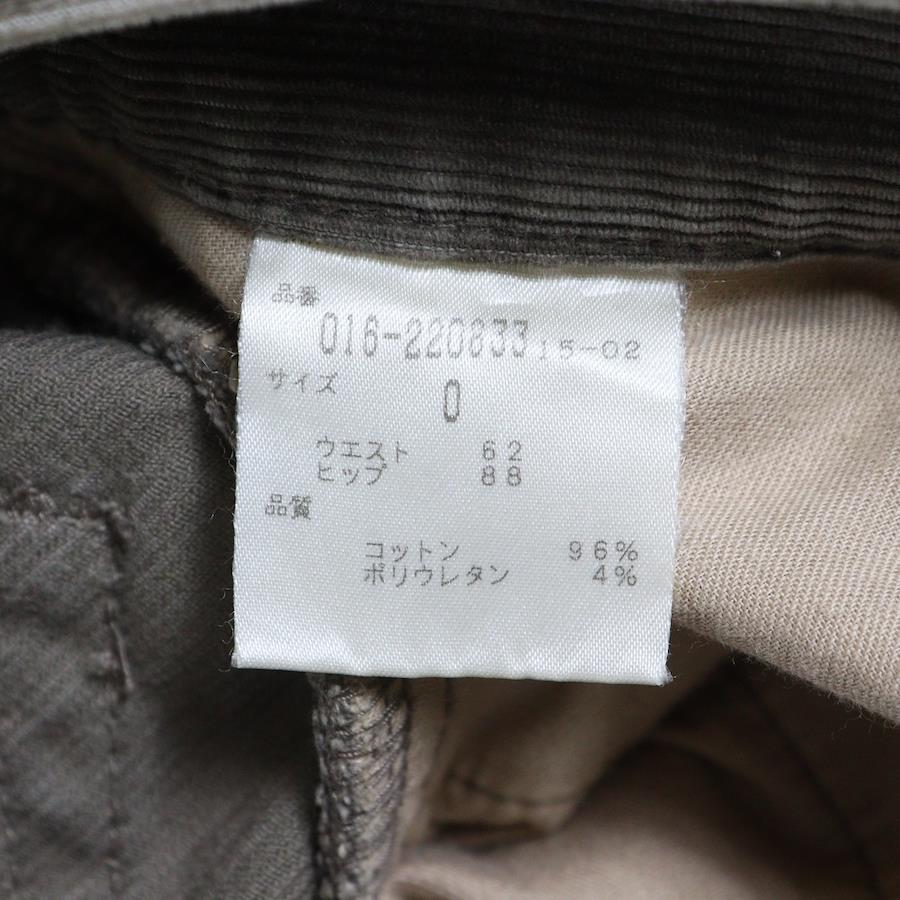 品番
016-220833 15-02
サイズ
0
ウエスト 62
ヒップ 88
品質
コットン 96%
ポリウレタン 4%